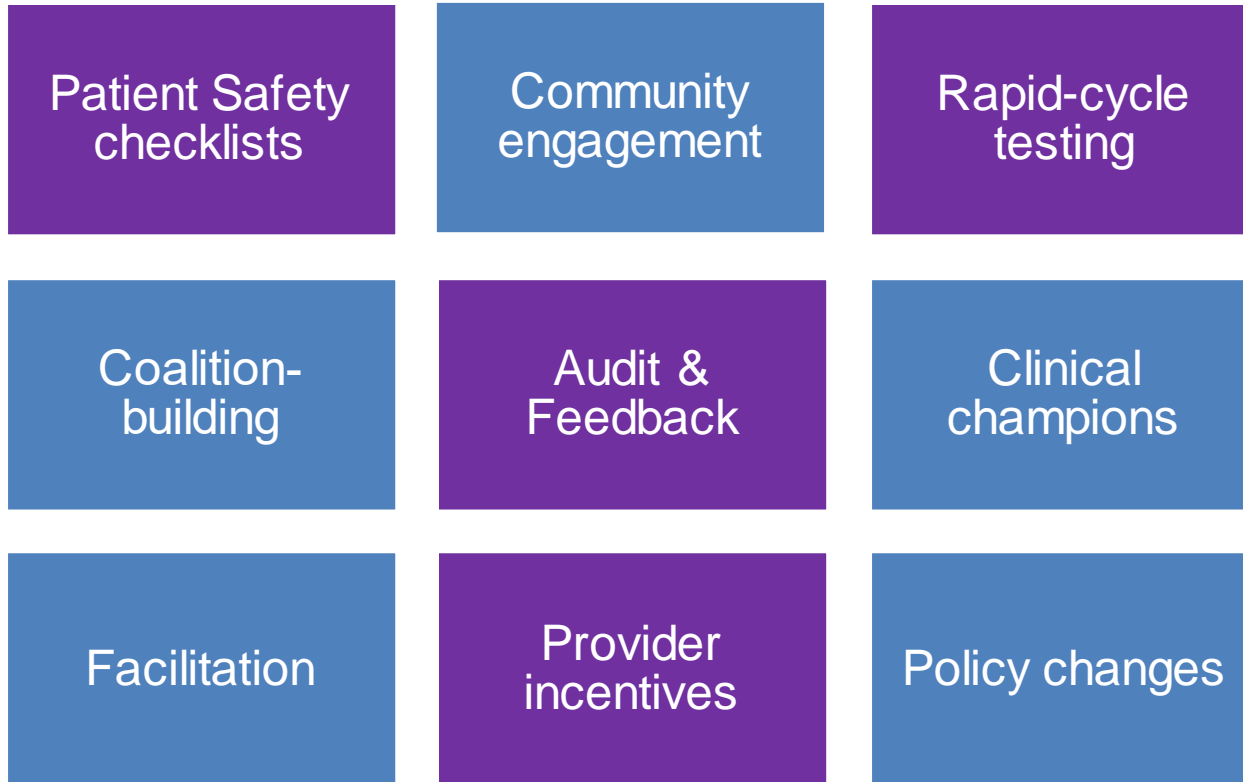 Patient Safety
checklists
Community
engagement
Rapid-cycle
testing
Coalition-
building
Audit &
Feedback
Clinical
champions
Facilitation
Provider
incentives
Policy changes